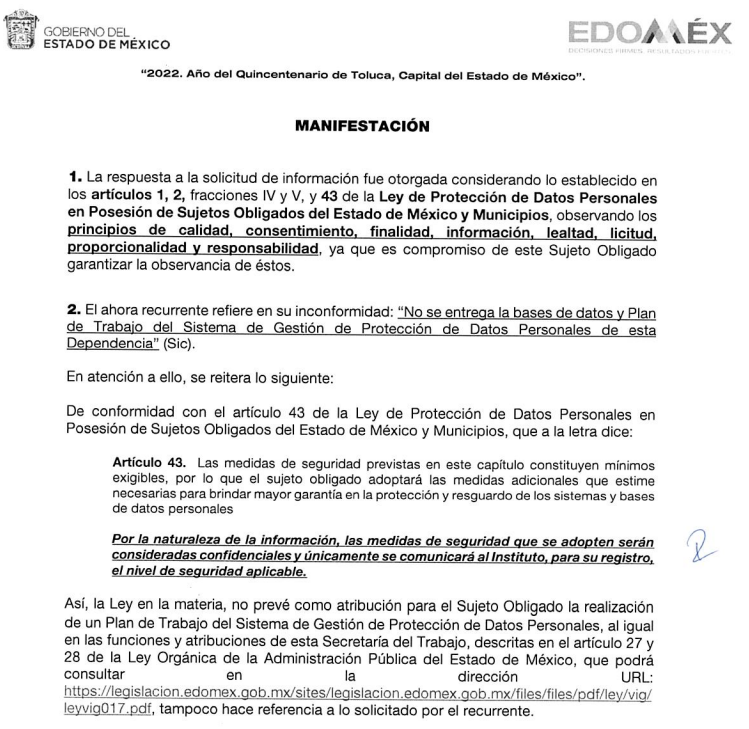 GOBIERNO DEL
ESTADO DE MÉXICO
EDOMÉX
DECISIONES FIRMES, RESULTADOS FUERTES.
"2022. Año del Quincentenario de Toluca, Capital del Estado de México".
MANIFESTACIÓN
1. La respuesta a la solicitud de información fue otorgada considerando lo establecido en
los artículos 1, 2, fracciones IV y V, y 43 de la Ley de Protección de Datos Personales
en Posesión de Sujetos Obligados del Estado de México y Municipios, observando los
principios de calidad, consentimiento, finalidad, información, lealtad, licitud,
proporcionalidad y responsabilidad, ya que es compromiso de este Sujeto Obligado
garantizar la observancia de éstos.
2. El ahora recurrente refiere en su inconformidad: "No se entrega la bases de datos y Plan
de Trabajo del Sistema de Gestión de Protección de Datos Personales de esta
Dependencia" (Sic).
En atención a ello, se reitera lo siguiente:
De conformidad con el artículo 43 de la Ley de Protección de Datos Personales en
Posesión de Sujetos Obligados del Estado de México y Municipios, que a la letra dice:
Artículo 43. Las medidas de seguridad previstas en este capítulo constituyen mínimos
exigibles, por lo que el sujeto obligado adoptará las medidas adicionales que estime
necesarias para brindar mayor garantía en la protección y resguardo de los sistemas y bases
de datos personales
Por la naturaleza de la información, las medidas de seguridad que se adopten serán
consideradas confidenciales y únicamente se comunicará al Instituto, para su registro,
el nivel de seguridad aplicable.
Así, la Ley en la materia, no prevé como atribución para el Sujeto Obligado la realización
de un Plan de Trabajo del Sistema de Gestión de Protección de Datos Personales, al igual
en las funciones y atribuciones de esta Secretaría del Trabajo, descritas en el artículo 27 y
28 de la Ley Orgánica de la Administración Pública del Estado de México, que podrá
consultar en la dirección URL:
https://legislacion.edomex.gob.mx/sites/legislacion.edomex.gob.mx/files/files/pdf/ley/vig/
leyvig017.pdf, tampoco hace referencia a lo solicitado por el recurrente.